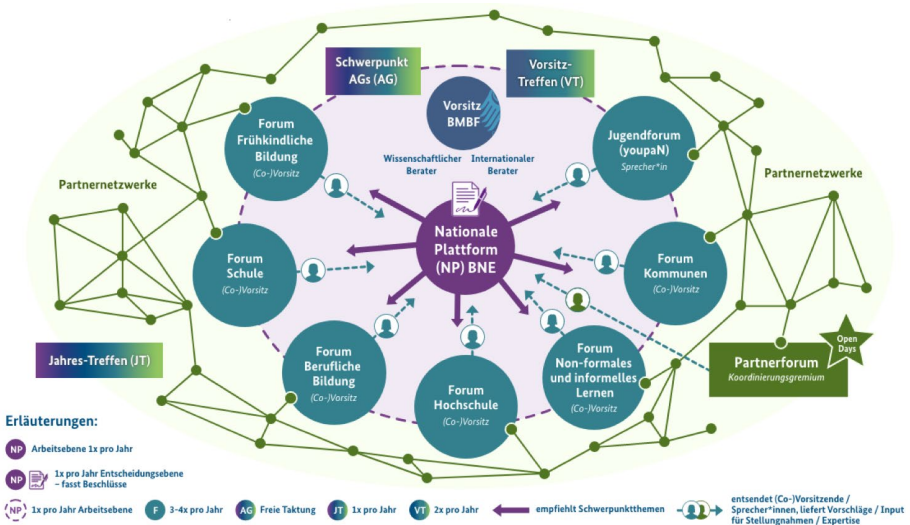 Schwerpunkt
AGs (AG)
Vorsitz-
Treffen (VT)
Vorsitz
BMBF
Wissenschaftlicher
Berater
Internationaler
Berater
Forum
Frühkindliche
Bildung
(Co-)Vorsitz
Jugendforum
(youpaN)
Sprecher*in
Partnernetzwerke
Partnernetzwerke
Nationale
Plattform
(NP) BNE
Forum
Schule
(Co-)Vorsitz
Forum
Kommunen
(Co-)Vorsitz
Jahres-Treffen (JT)
Forum
Berufliche
Bildung
(Co-)Vorsitz
Forum
Hochschule
(Co-)Vorsitz
Forum
Non-formales
und informelles
Lernen
(Co-)Vorsitz
Open
Days
Partnerforum
Koordinierungsgremium
Erläuterungen:
NP Arbeitsebene 1x pro Jahr
NP 1x pro Jahr Entscheidungsebene
– fasst Beschlüsse
NP 1x pro Jahr Arbeitsebene
F 3-4x pro Jahr
AG Freie Taktung
JT 1x pro Jahr
VT 2x pro Jahr
empfiehlt Schwerpunktthemen
entsendet (Co-)Vorsitzende /
Sprecher*innen, liefert Vorschläge / Input
für Stellungnahmen / Expertise